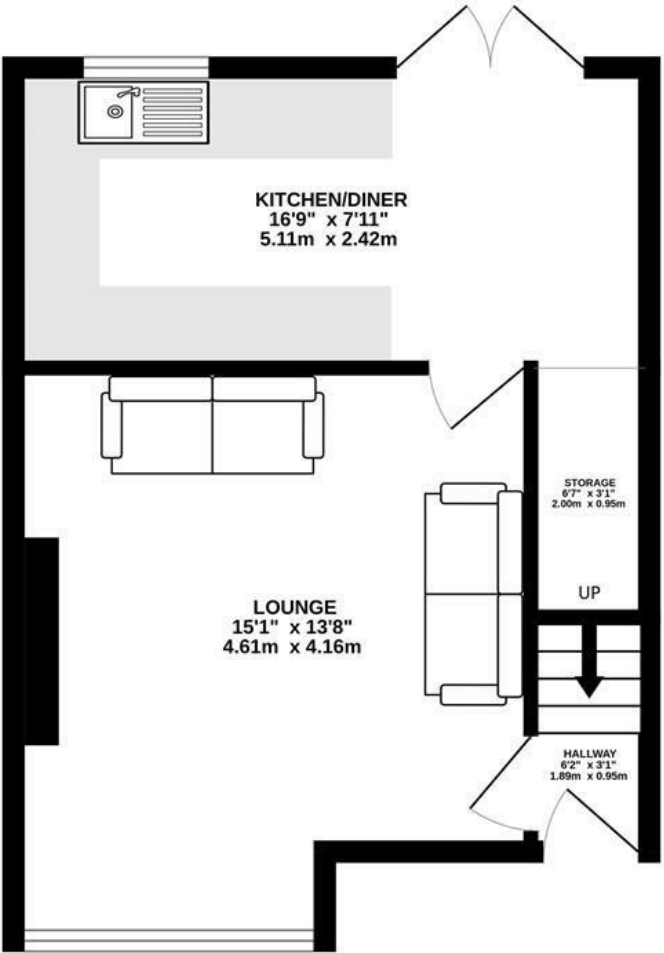 KITCHEN/DINER
16'9" x 7'11"
5.11m x 2.42m
STORAGE
6'7" x 3'1"
2.00m x 0.95m
UP
LOUNGE
15'1" x 13'8"
4.61m x 4.16m
HALLWAY
6'2" x 3'1"
1.89m x 0.95m